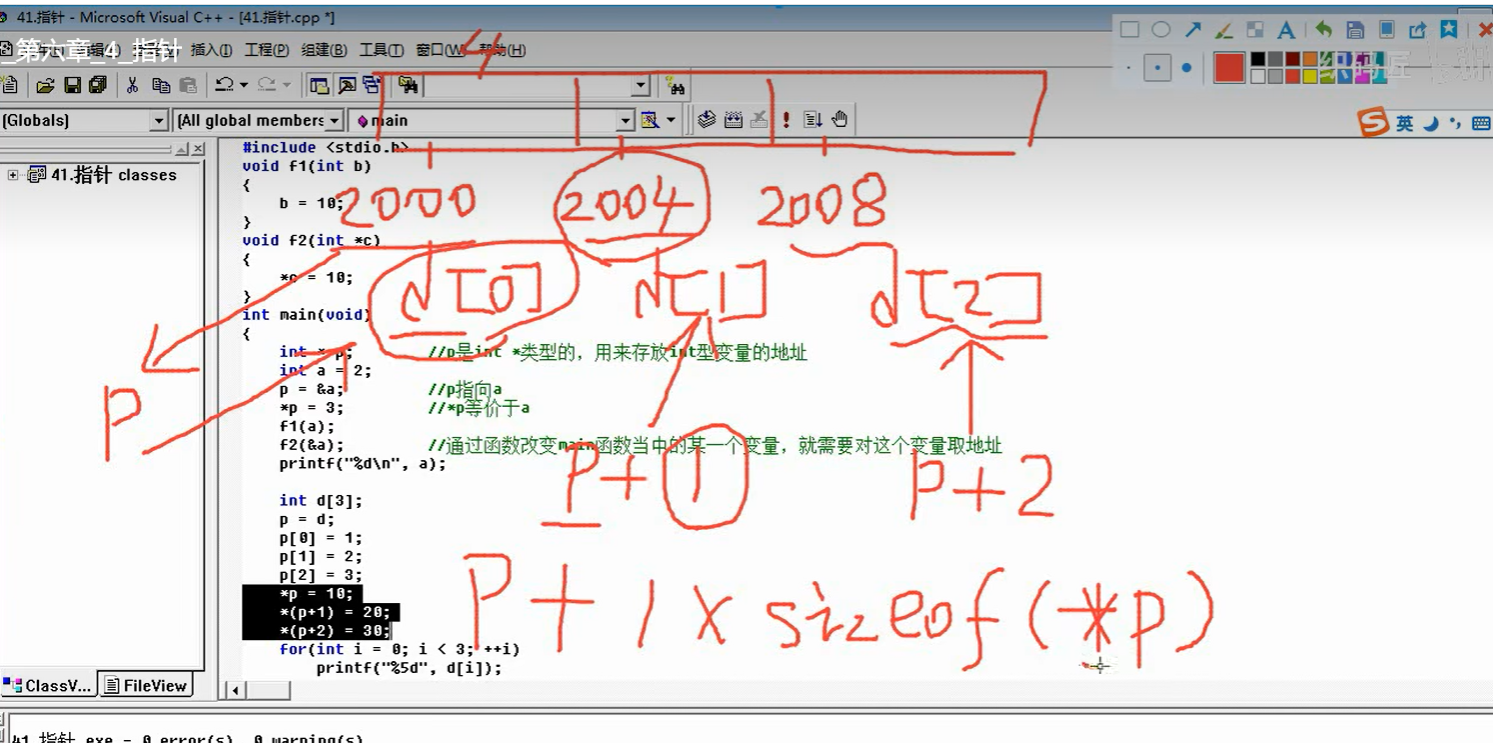 41.指针 - Microsoft Visual C++ - [41.指针.cpp *]
_第六章_4_指针
插入(I) 工程(P) 组建(B) 工具(T) 窗口(W) 帮助(H)
4
(Globals)
(All global members
main
英
41.指针 classes
#include <stdio.h>
void f1(int b)
{
b = 10;
}
void f2(int *c)
{
*c = 10;
}
int main(void)
{
int * p; //p是int *类型的，用来存放int型变量的地址
int a = 2;
p = &a; //p指向a
*p = 3; //*p等价于a
f1(a);
f2(&a); //通过函数改变main函数当中的某一个变量，就需要对这个变量取地址
printf("%d\n", a);
int d[3];
p = d;
p[0] = 1;
p[1] = 2;
p[2] = 3;
*p = 10;
*(p+1) = 20;
*(p+2) = 30;
for(int i = 0; i < 3; ++i)
printf("%5d", d[i]);
2000 2004 2008
d[0] d[1] d[2]
P
P+1 P+2
P+1×sizeof(*p)
ClassV... FileView
41.指针.exe - 0 error(s), 0 warning(s)